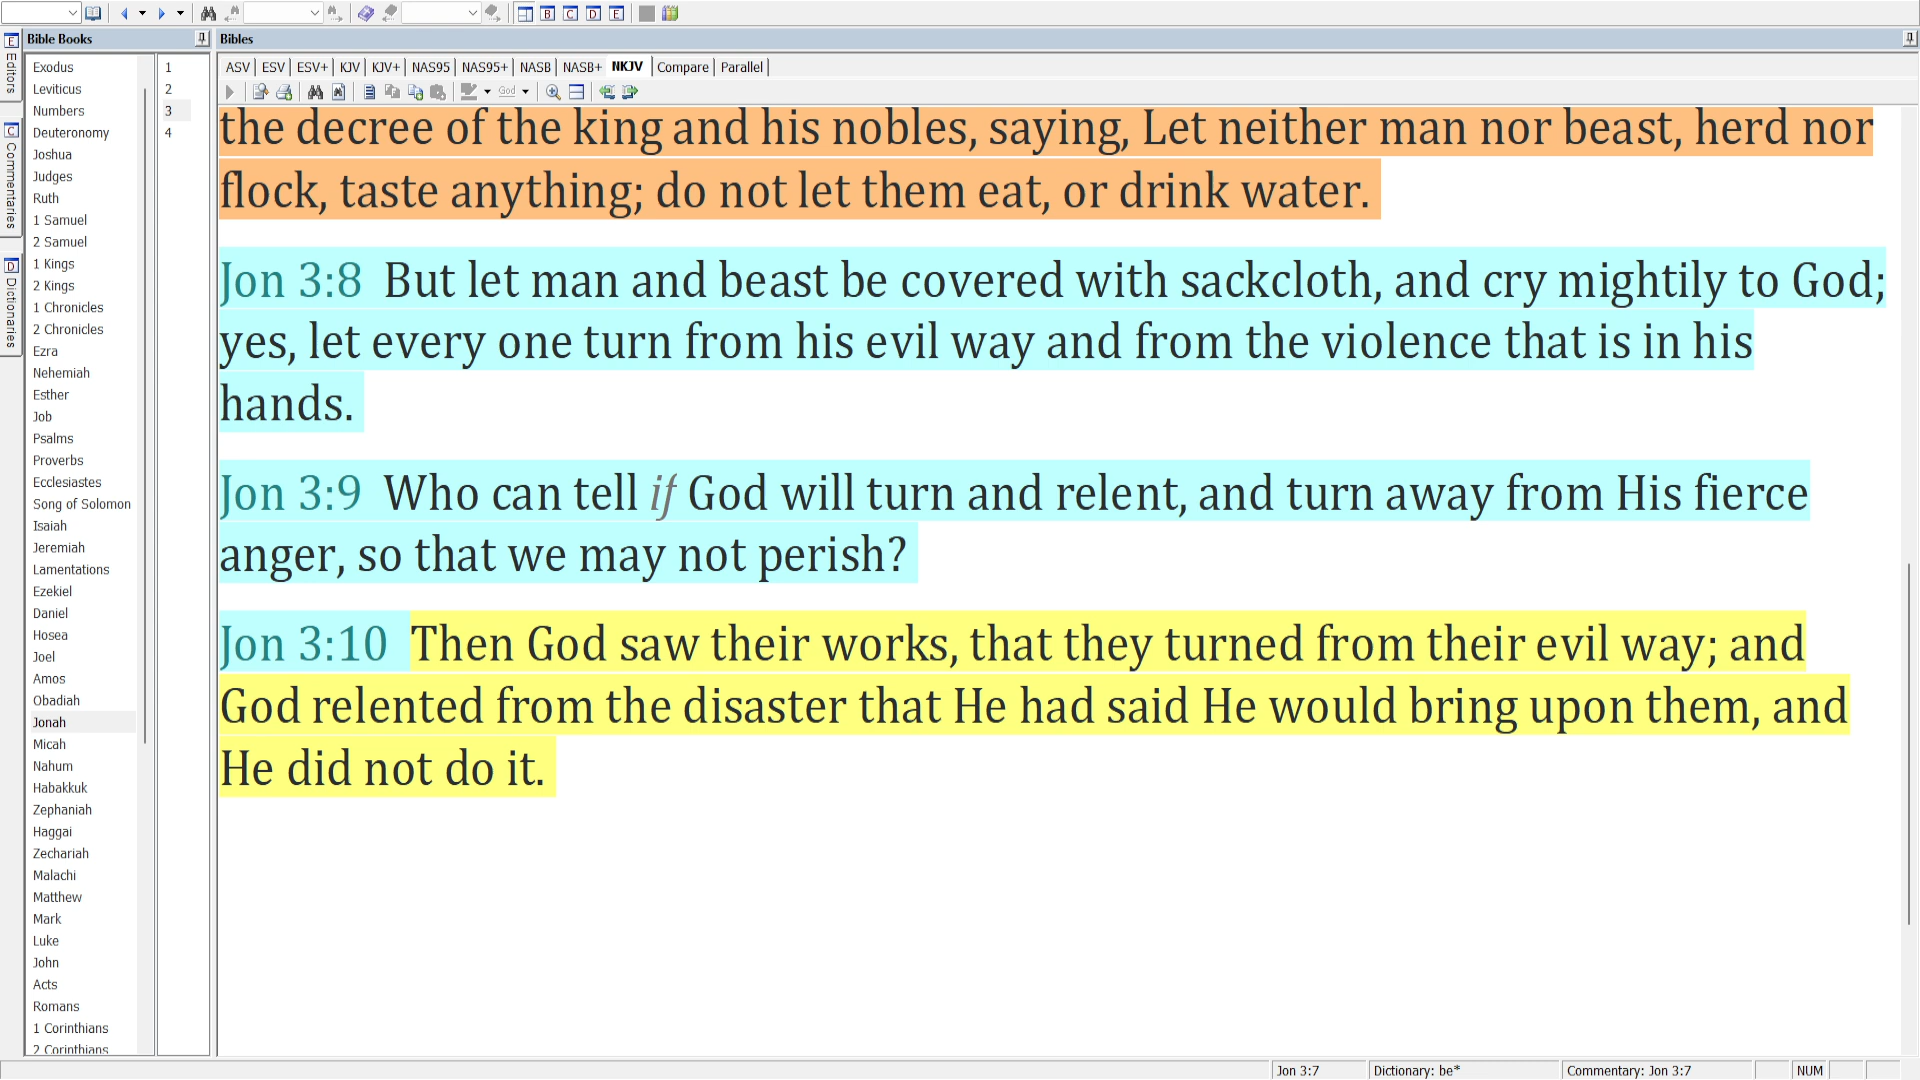 Bible Books
Bibles
Editors
Commentaries
Dictionaries
Exodus
Leviticus
Numbers
Deuteronomy
Joshua
Judges
Ruth
1 Samuel
2 Samuel
1 Kings
2 Kings
1 Chronicles
2 Chronicles
Ezra
Nehemiah
Esther
Job
Psalms
Proverbs
Ecclesiastes
Song of Solomon
Isaiah
Jeremiah
Lamentations
Ezekiel
Daniel
Hosea
Joel
Amos
Obadiah
Jonah
Micah
Nahum
Habakkuk
Zephaniah
Haggai
Zechariah
Malachi
Matthew
Mark
Luke
John
Acts
Romans
1 Corinthians
2 Corinthians
1
2
3
4
ASV ESV ESV+ KJV KJV+ NAS95 NAS95+ NASB NASB+ NKJV Compare Parallel
God
the decree of the king and his nobles, saying, Let neither man nor beast, herd nor
flock, taste anything; do not let them eat, or drink water.
Jon 3:8 But let man and beast be covered with sackcloth, and cry mightily to God;
yes, let every one turn from his evil way and from the violence that is in his
hands.
Jon 3:9 Who can tell if God will turn and relent, and turn away from His fierce
anger, so that we may not perish?
Jon 3:10 Then God saw their works, that they turned from their evil way; and
God relented from the disaster that He had said He would bring upon them, and
He did not do it.
Jon 3:7 Dictionary: be* Commentary: Jon 3:7 NUM